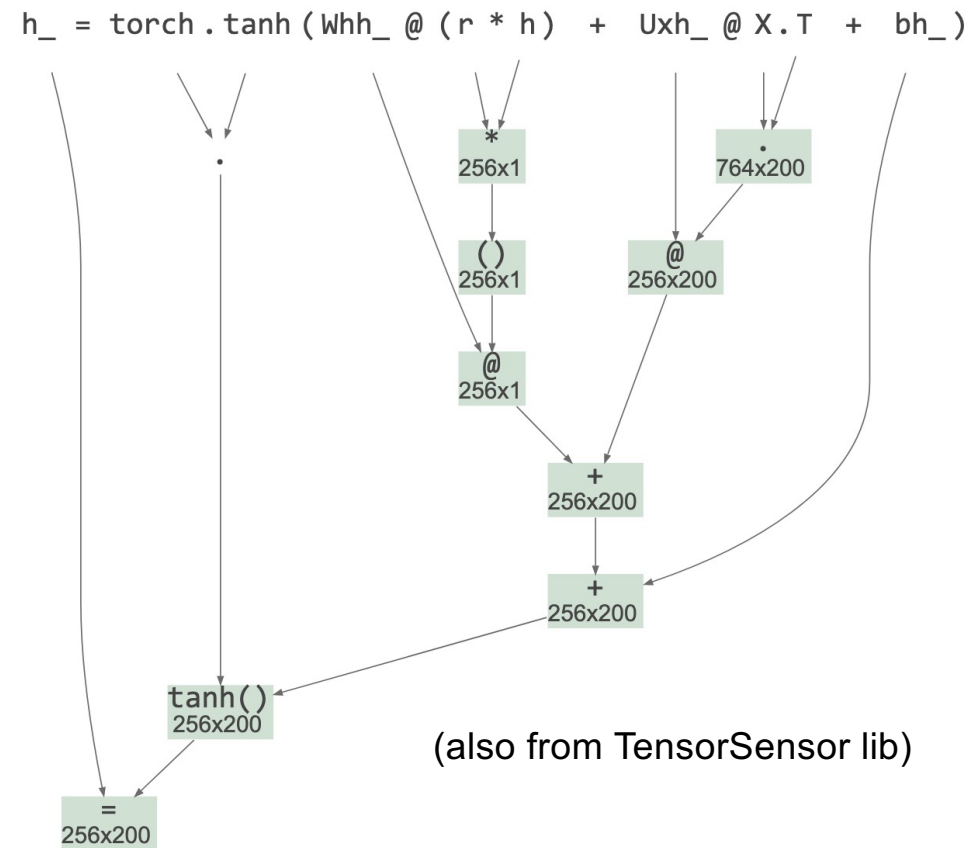 h_ = torch.tanh(Whh_ @ (r * h) + Uxh_ @ X.T + bh_)
.
*
256x1
.
764x200
()
256x1
@
256x200
@
256x1
+
256x200
+
256x200
tanh()
256x200
(also from TensorSensor lib)
=
256x200